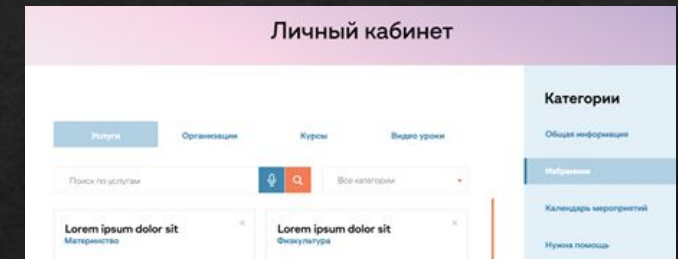 Личный кабинет
Услуги
Организации
Курсы
Видео уроки
Поиск по услугам
Все категории
Lorem ipsum dolor sit
Материнство
Lorem ipsum dolor sit
Физкультура
Категории
Общая информация
Избранное
Календарь мероприятий
Нужна помощь